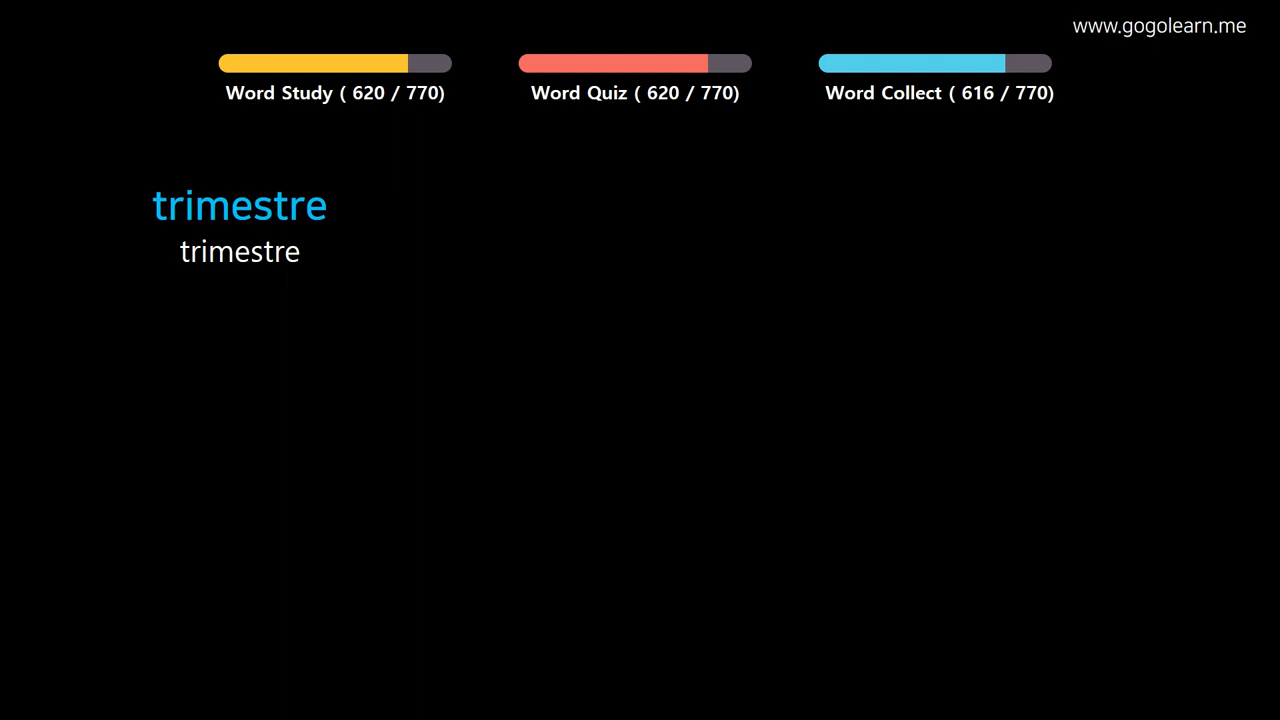 www.gogolearn.me
Word Study ( 620 / 770)
Word Quiz ( 620 / 770)
Word Collect ( 616 / 770)
trimestre
trimestre